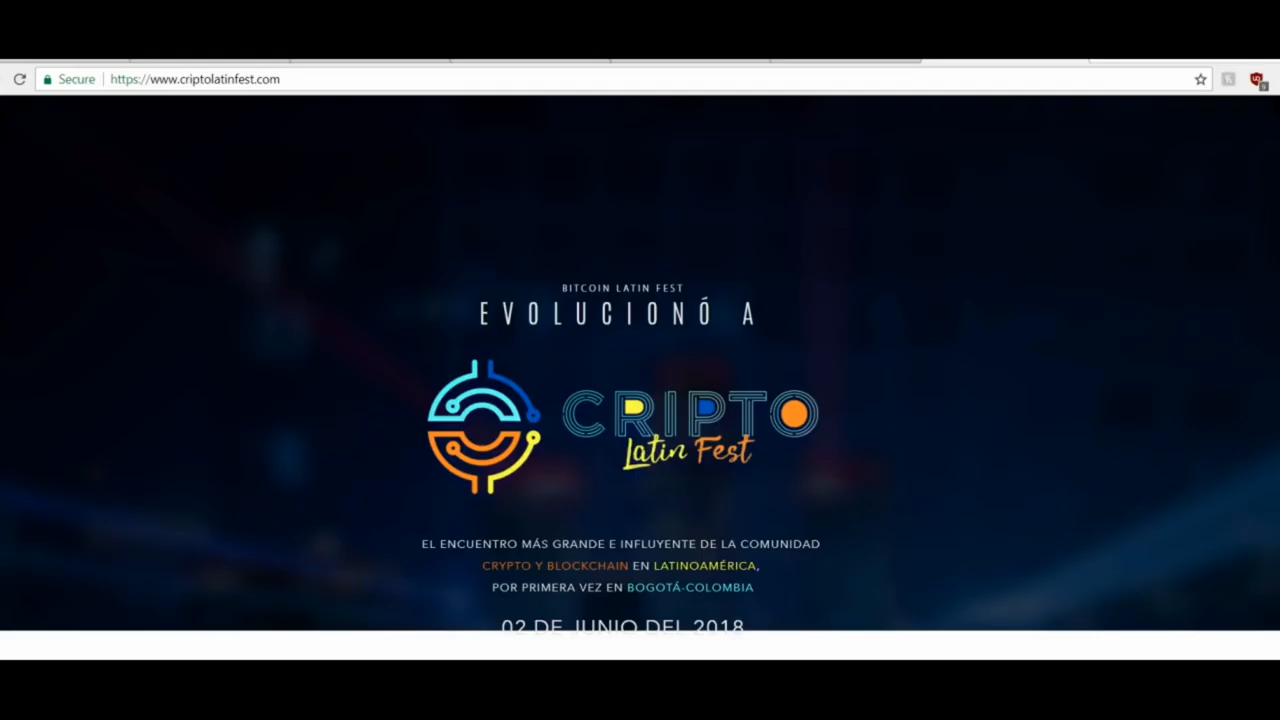 Secure | https://www.criptolatinfest.com
BITCOIN LATIN FEST
EVOLUCIONÓ A
CRIPTO
Latin Fest
EL ENCUENTRO MÁS GRANDE E INFLUYENTE DE LA COMUNIDAD
CRYPTO Y BLOCKCHAIN EN LATINOAMÉRICA,
POR PRIMERA VEZ EN BOGOTÁ-COLOMBIA
02 DE JUNIO DEL 2018